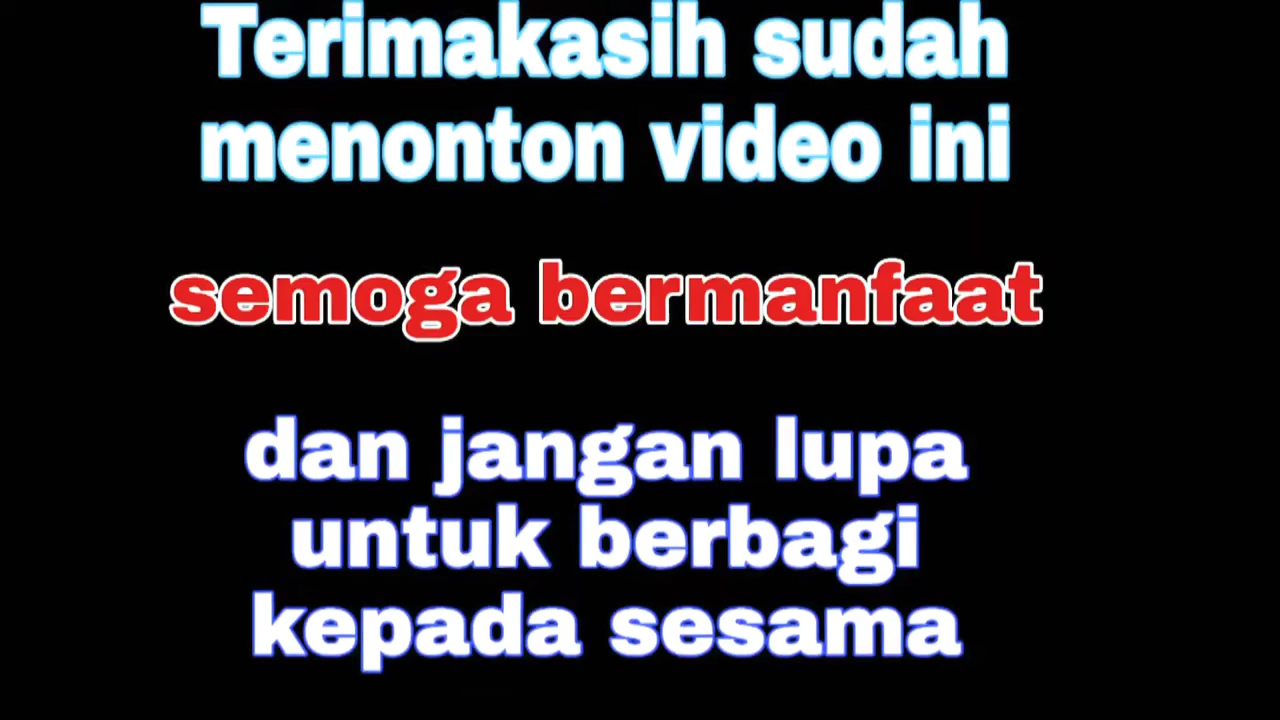 Terimakasih sudah
menonton video ini
semoga bermanfaat
dan jangan lupa
untuk berbagi
kepada sesama